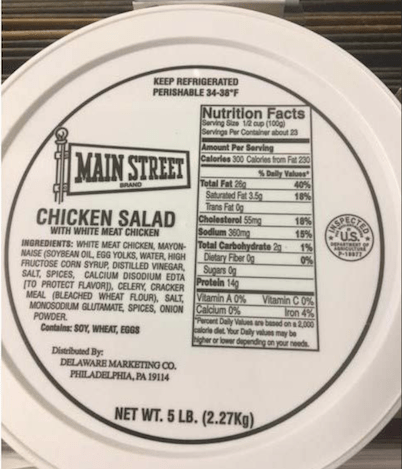 KEEP REFRIGERATED
PERISHABLE 34-38°F
MAIN STREET
BRAND
CHICKEN SALAD
WITH WHITE MEAT CHICKEN
INGREDIENTS: WHITE MEAT CHICKEN, MAYON-
NAISE (SOYBEAN OIL, EGG YOLKS, WATER, HIGH
FRUCTOSE CORN SYRUP, DISTILLED VINEGAR,
SALT, SPICES, CALCIUM DISODIUM EDTA
[TO PROTECT FLAVOR]), CELERY, CRACKER
MEAL (BLEACHED WHEAT FLOUR), SALT,
MONOSODIUM GLUTAMATE, SPICES, ONION
POWDER.
Contains: SOY, WHEAT, EGGS
Distributed By:
DELAWARE MARKETING CO.
PHILADELPHIA, PA 19114
Nutrition Facts
Serving Size 1/2 cup (100g)
Servings Per Container about 23
Amount Per Serving
Calories 300 Calories from Fat 230
% Daily Values*
Total Fat 26g 40%
Saturated Fat 3.5g 18%
Trans Fat 0g
Cholesterol 55mg 18%
Sodium 360mg 15%
Total Carbohydrate 2g 1%
Dietary Fiber 0g 0%
Sugars 0g
Protein 14g
Vitamin A 0% Vitamin C 0%
Calcium 0% Iron 4%
*Percent Daily Values are based on a 2,000
calorie diet. Your Daily values may be
higher or lower depending on your needs.
INSPECTED
U.S.
DEPARTMENT OF
AGRICULTURE
P-18877
NET WT. 5 LB. (2.27Kg)